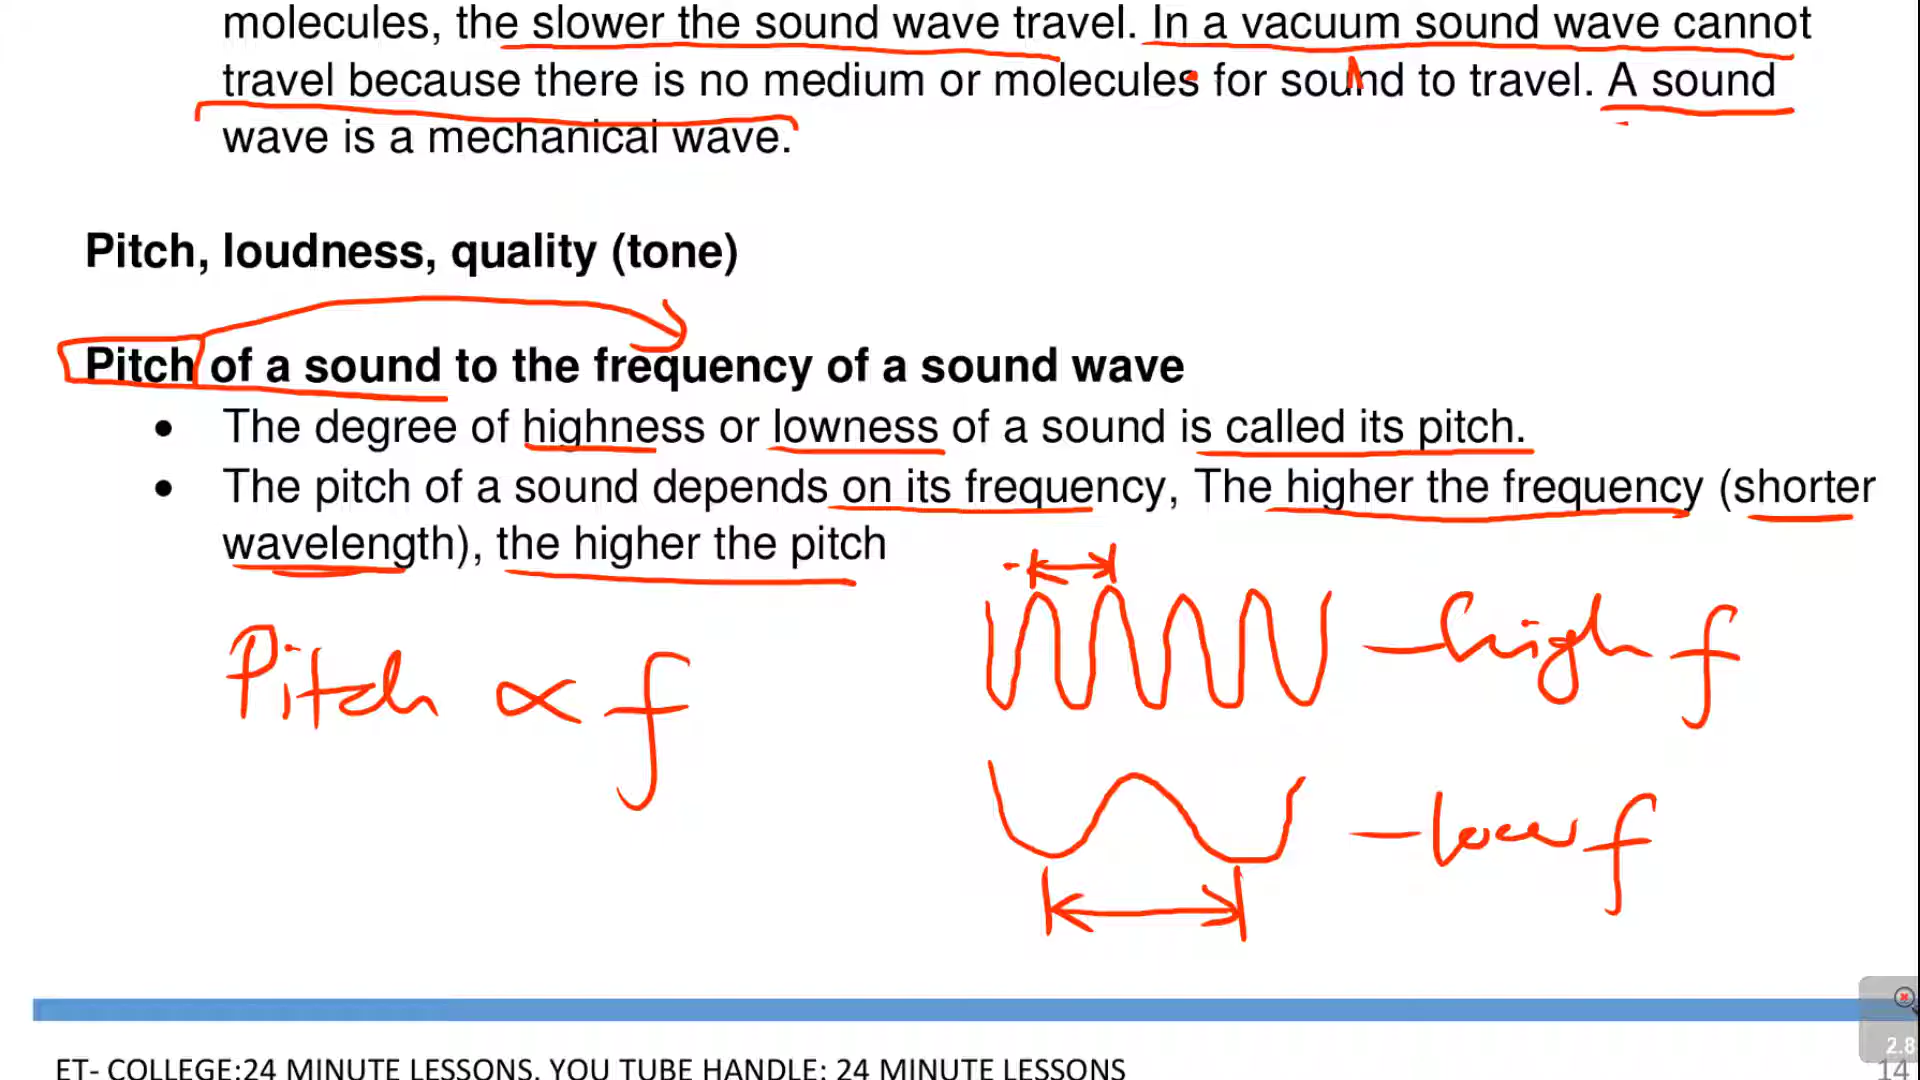 molecules, the slower the sound wave travel. In a vacuum sound wave cannot
travel because there is no medium or molecules for sound to travel. A sound
wave is a mechanical wave.
Pitch, loudness, quality (tone)
Pitch of a sound to the frequency of a sound wave
• The degree of highness or lowness of a sound is called its pitch.
• The pitch of a sound depends on its frequency, The higher the frequency (shorter
wavelength), the higher the pitch
Pitch ∝ f
– high f
– lower f
ET- COLLEGE:24 MINUTE LESSONS. YOU TUBE HANDLE: 24 MINUTE LESSONS
2.8
14